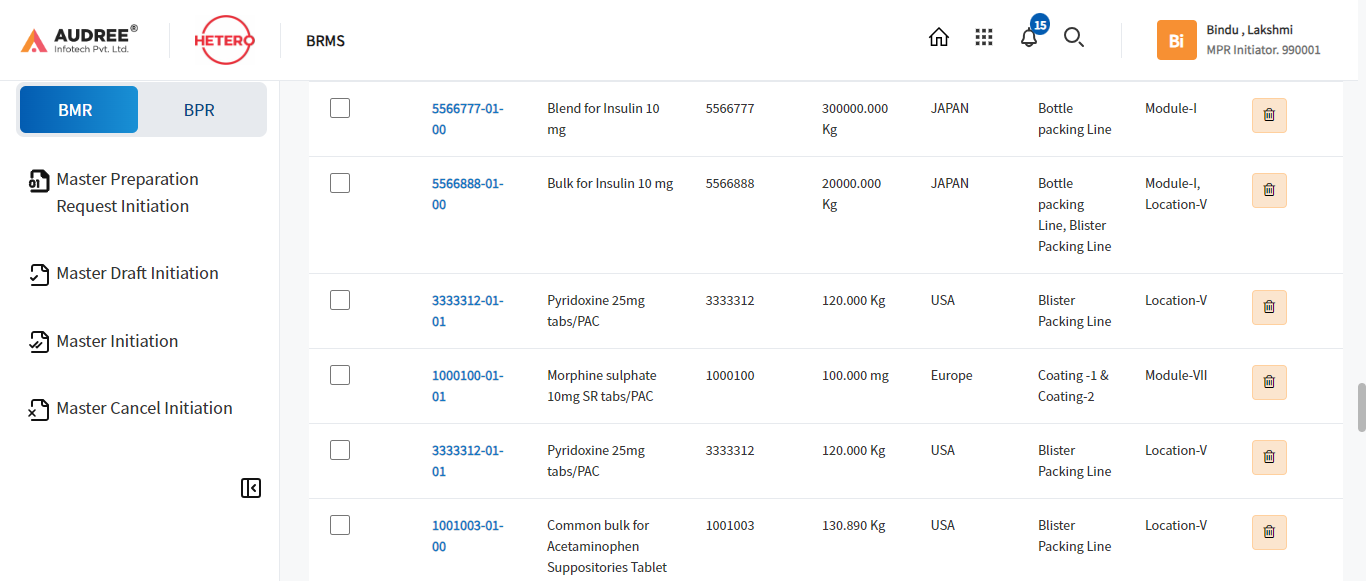 AUDREE®
Infotech Pvt. Ltd.
HETERO
BRMS
15
Bi
Bindu , Lakshmi
MPR Initiator. 990001
BMR
BPR
01
Master Preparation
Request Initiation
Master Draft Initiation
Master Initiation
Master Cancel Initiation
5566777-01-
00
Blend for Insulin 10
mg
5566777
300000.000
Kg
JAPAN
Bottle
packing Line
Module-I
5566888-01-
00
Bulk for Insulin 10 mg
5566888
20000.000
Kg
JAPAN
Bottle
packing
Line, Blister
Packing Line
Module-I,
Location-V
3333312-01-
01
Pyridoxine 25mg
tabs/PAC
3333312
120.000 Kg
USA
Blister
Packing Line
Location-V
1000100-01-
01
Morphine sulphate
10mg SR tabs/PAC
1000100
100.000 mg
Europe
Coating -1 &
Coating-2
Module-VII
3333312-01-
01
Pyridoxine 25mg
tabs/PAC
3333312
120.000 Kg
USA
Blister
Packing Line
Location-V
1001003-01-
00
Common bulk for
Acetaminophen
Suppositories Tablet
1001003
130.890 Kg
USA
Blister
Packing Line
Location-V